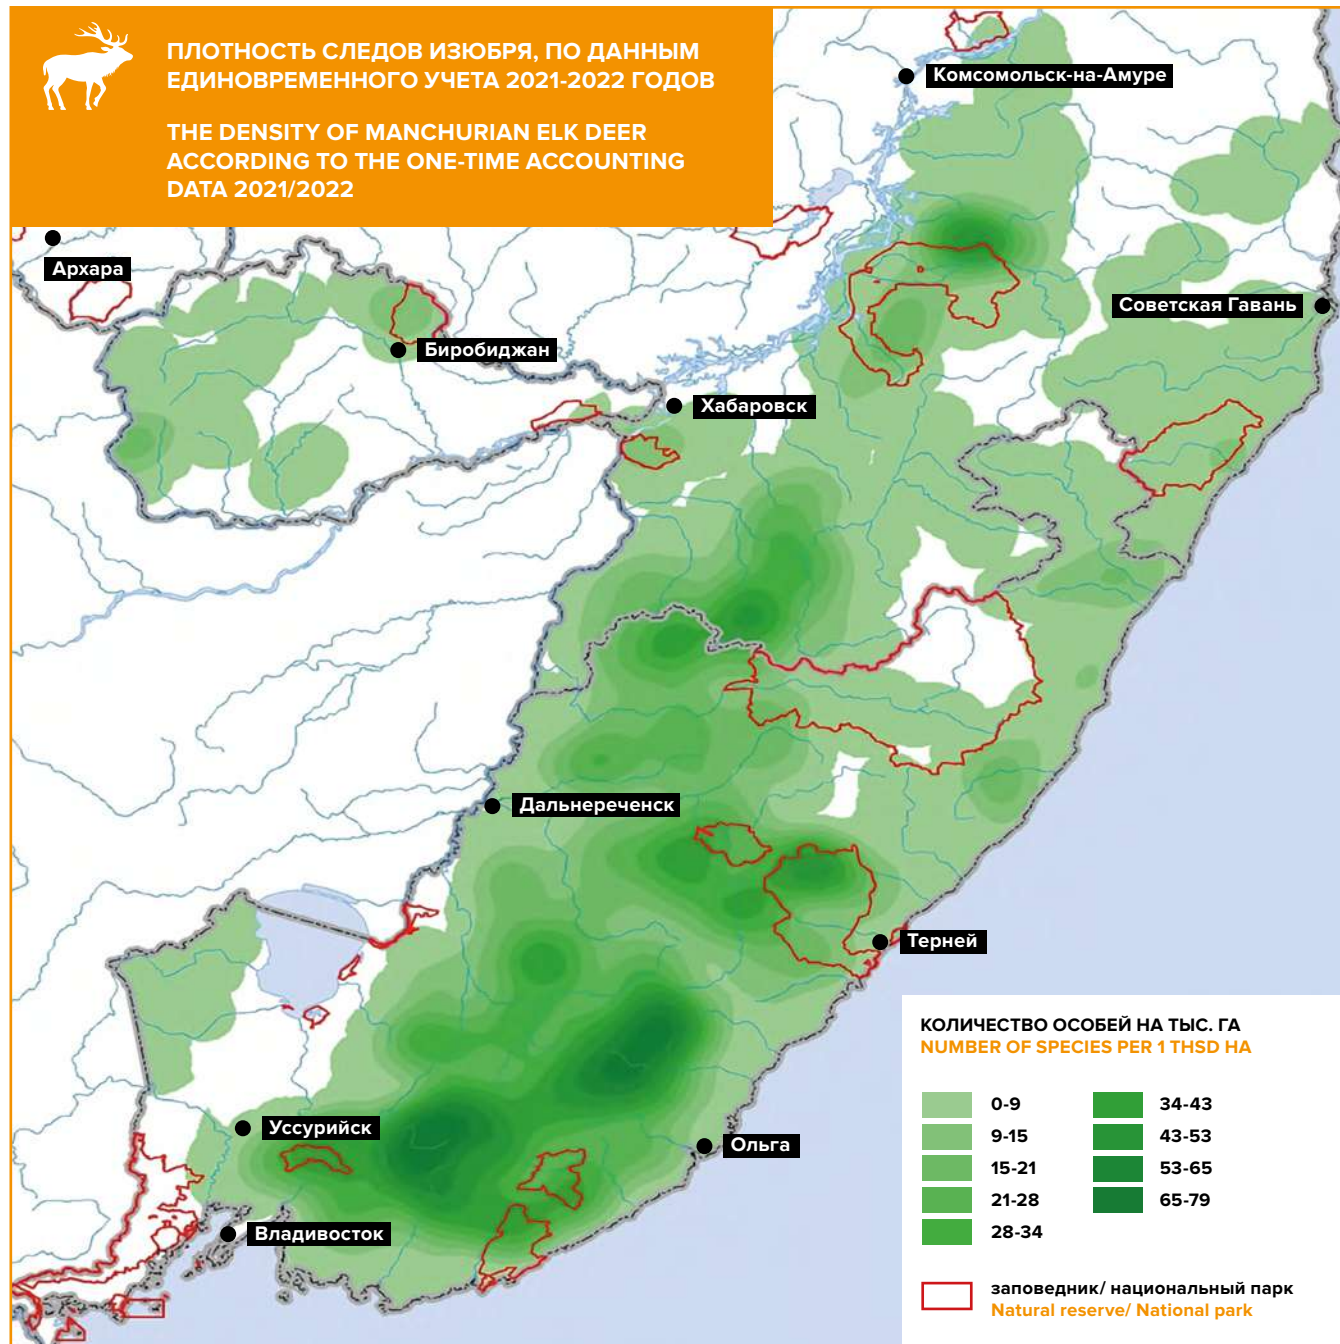 ПЛОТНОСТЬ СЛЕДОВ ИЗЮБРЯ, ПО ДАННЫМ
ЕДИНОВРЕМЕННОГО УЧЕТА 2021-2022 ГОДОВ
THE DENSITY OF MANCHURIAN ELK DEER
ACCORDING TO THE ONE-TIME ACCOUNTING
DATA 2021/2022
Комсомольск-на-Амуре
Архара
Советская Гавань
Биробиджан
Хабаровск
Дальнереченск
Терней
Уссурийск
Ольга
Владивосток
КОЛИЧЕСТВО ОСОБЕЙ НА ТЫС. ГА
NUMBER OF SPECIES PER 1 THSD HA
0-9
9-15
15-21
21-28
28-34
34-43
43-53
53-65
65-79
заповедник/ национальный парк
Natural reserve/ National park